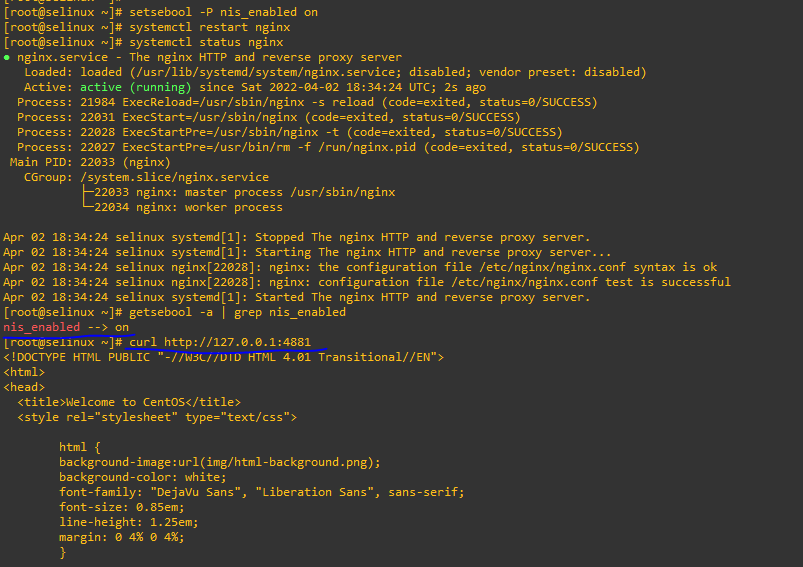 [root@selinux ~]# setsebool -P nis_enabled on
[root@selinux ~]# systemctl restart nginx
[root@selinux ~]# systemctl status nginx
● nginx.service - The nginx HTTP and reverse proxy server
   Loaded: loaded (/usr/lib/systemd/system/nginx.service; disabled; vendor preset: disabled)
   Active: active (running) since Sat 2022-04-02 18:34:24 UTC; 2s ago
  Process: 21984 ExecReload=/usr/sbin/nginx -s reload (code=exited, status=0/SUCCESS)
  Process: 22031 ExecStart=/usr/sbin/nginx (code=exited, status=0/SUCCESS)
  Process: 22028 ExecStartPre=/usr/sbin/nginx -t (code=exited, status=0/SUCCESS)
  Process: 22027 ExecStartPre=/usr/bin/rm -f /run/nginx.pid (code=exited, status=0/SUCCESS)
 Main PID: 22033 (nginx)
   CGroup: /system.slice/nginx.service
           ├─22033 nginx: master process /usr/sbin/nginx
           └─22034 nginx: worker process
Apr 02 18:34:24 selinux systemd[1]: Stopped The nginx HTTP and reverse proxy server.
Apr 02 18:34:24 selinux systemd[1]: Starting The nginx HTTP and reverse proxy server...
Apr 02 18:34:24 selinux nginx[22028]: nginx: the configuration file /etc/nginx/nginx.conf syntax is ok
Apr 02 18:34:24 selinux nginx[22028]: nginx: configuration file /etc/nginx/nginx.conf test is successful
Apr 02 18:34:24 selinux systemd[1]: Started The nginx HTTP and reverse proxy server.
[root@selinux ~]# getsebool -a | grep nis_enabled
nis_enabled --> on
[root@selinux ~]# curl http://127.0.0.1:4881
<!DOCTYPE HTML PUBLIC "-//W3C//DTD HTML 4.01 Transitional//EN">
<html>
<head>
  <title>Welcome to CentOS</title>
  <style rel="stylesheet" type="text/css">
        html {
        background-image:url(img/html-background.png);
        background-color: white;
        font-family: "DejaVu Sans", "Liberation Sans", sans-serif;
        font-size: 0.85em;
        line-height: 1.25em;
        margin: 0 4% 0 4%;
        }